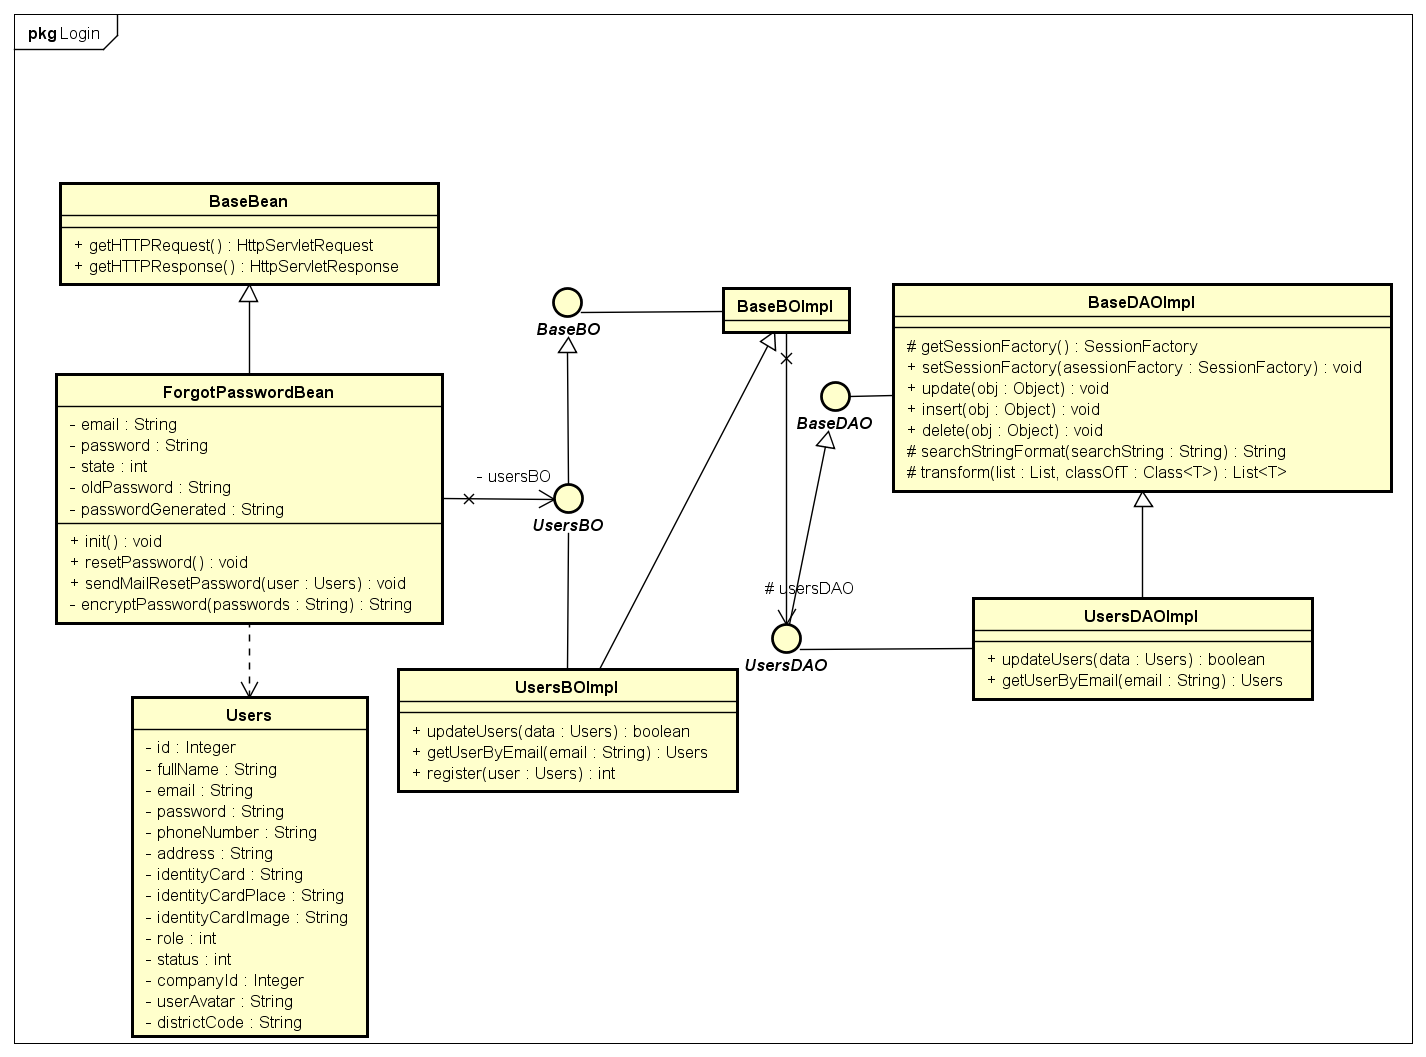 pkg Login
BaseBean
+ getHTTPRequest() : HttpServletRequest
+ getHTTPResponse() : HttpServletResponse
ForgotPasswordBean
- email : String
- password : String
- state : int
- oldPassword : String
- passwordGenerated : String
+ init() : void
+ resetPassword() : void
+ sendMailResetPassword(user : Users) : void
- encryptPassword(passwords : String) : String
- usersBO
BaseBO
UsersBO
BaseBOImpl
BaseDAO
# usersDAO
UsersDAO
BaseDAOImpl
# getSessionFactory() : SessionFactory
+ setSessionFactory(asessionFactory : SessionFactory) : void
+ update(obj : Object) : void
+ insert(obj : Object) : void
+ delete(obj : Object) : void
# searchStringFormat(searchString : String) : String
# transform(list : List, classOfT : Class<T>) : List<T>
UsersDAOImpl
+ updateUsers(data : Users) : boolean
+ getUserByEmail(email : String) : Users
UsersBOImpl
+ updateUsers(data : Users) : boolean
+ getUserByEmail(email : String) : Users
+ register(user : Users) : int
Users
- id : Integer
- fullName : String
- email : String
- password : String
- phoneNumber : String
- address : String
- identityCard : String
- identityCardPlace : String
- identityCardImage : String
- role : int
- status : int
- companyId : Integer
- userAvatar : String
- districtCode : String